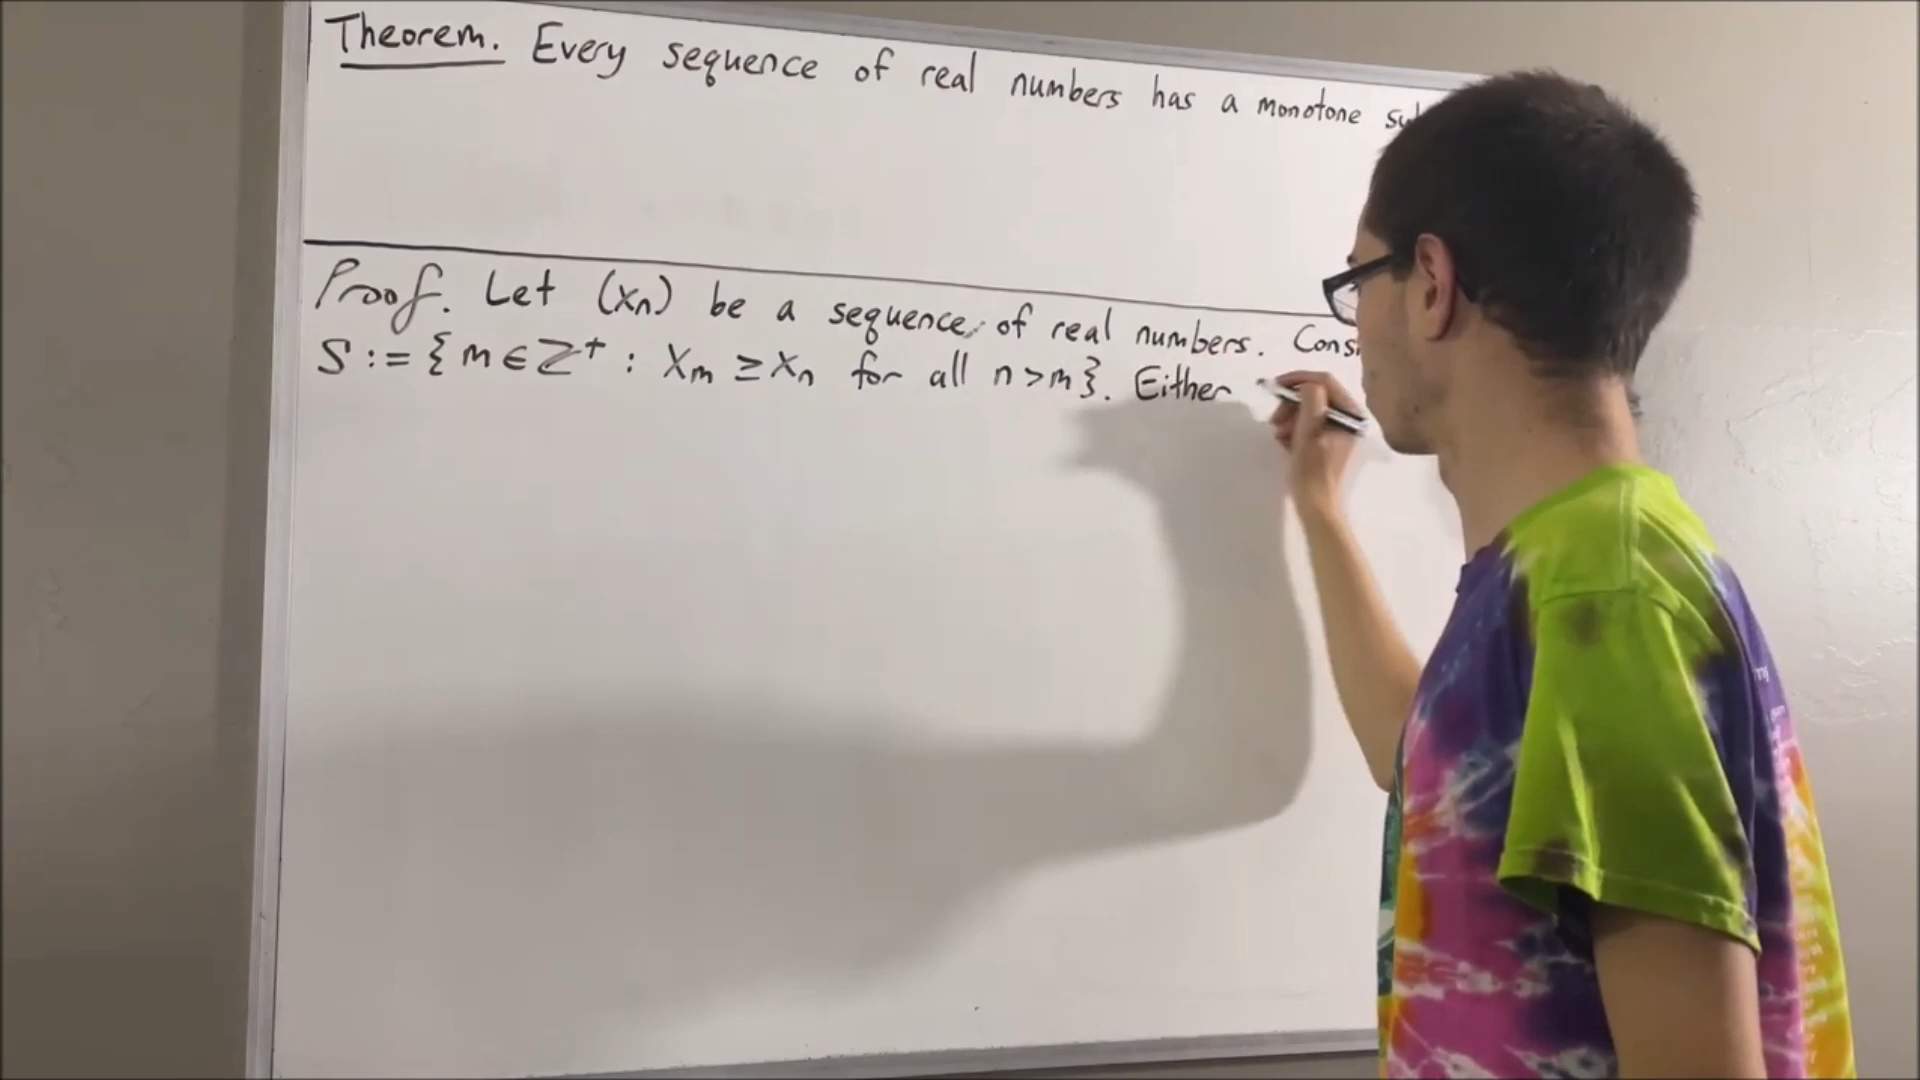 Theorem. Every sequence of real numbers has a monotone
Proof. Let (xₙ) be a sequence of real numbers.
S := {m ∈ ℤ⁺ : xₘ ≥ xₙ for all n > m}. Either